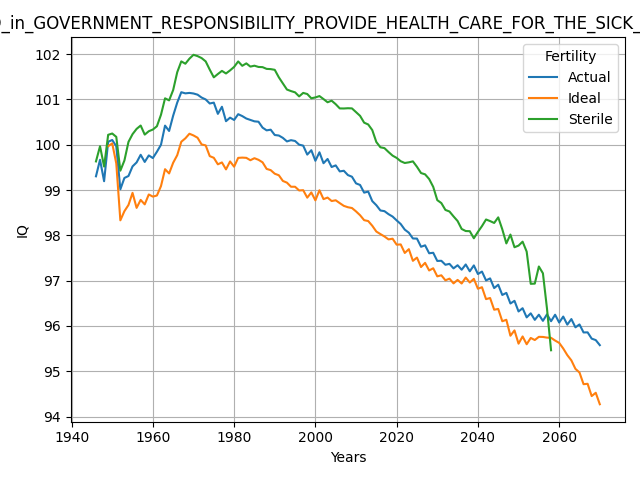 _in_GOVERNMENT_RESPONSIBILITY_PROVIDE_HEALTH_CARE_FOR_THE_SICK_
Fertility
Actual
Ideal
Sterile
IQ
102
101
100
99
98
97
96
95
94
1940
1960
1980
2000
2020
2040
2060
Years